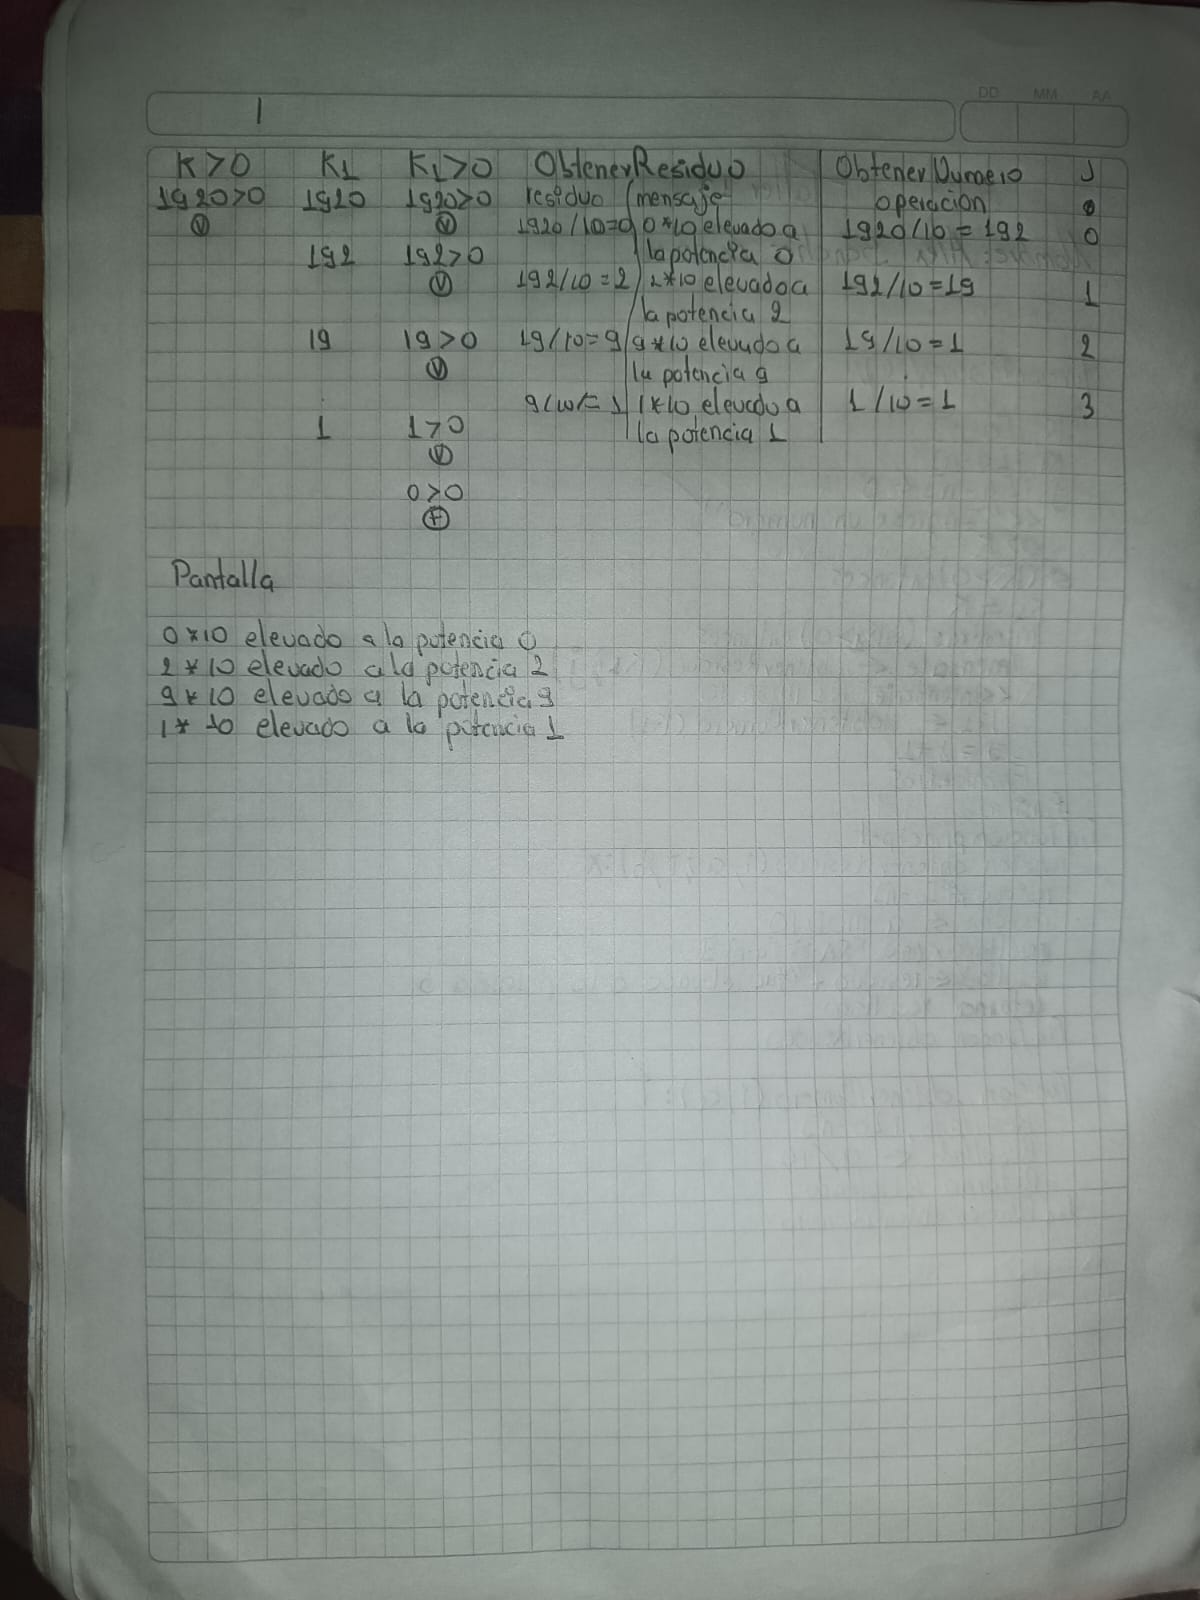 DD MM AA
1
K>0 K1 K1>0 ObtenerResiduo ObtenerNumero J
1920>0 1920 1920>0 residuo /mensaje operacion 0
V V 1920/10=0 0*10 elevado a 1920/10=192 0
192 192>0 la potencia 0
V 192/10=2 2*10 elevado a 192/10=19 1
la potencia 2
19 19>0 19/10=9 9*10 elevado a 19/10=1 2
V la potencia 9
1*10 elevado a 1/10=1 3
1 1>0 la potencia 1
V
0>0
F
Pantalla
0*10 elevado a la potencia 0
2*10 elevado a la potencia 2
9*10 elevado a la potencia 9
1*10 elevado a la potencia 1